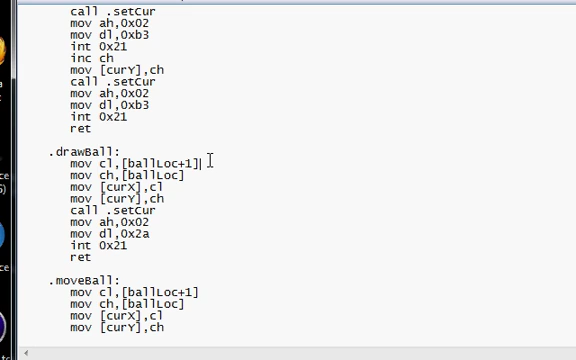 call .setCur
mov ah,0x02
mov dl,0xb3
int 0x21
inc ch
mov [curY],ch
call .setCur
mov ah,0x02
mov dl,0xb3
int 0x21
ret
.drawBall:
mov cl,[ballLoc+1]
mov ch,[ballLoc]
mov [curX],cl
mov [curY],ch
call .setCur
mov ah,0x02
mov dl,0x2a
int 0x21
ret
.moveBall:
mov cl,[ballLoc+1]
mov ch,[ballLoc]
mov [curX],cl
mov [curY],ch